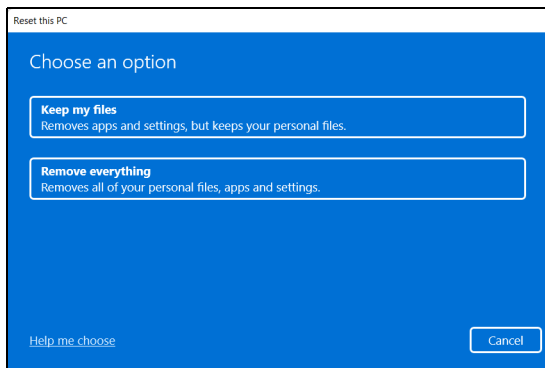 Reset this PC
Choose an option
Keep my files
Removes apps and settings, but keeps your personal files.
Remove everything
Removes all of your personal files, apps and settings.
Help me choose
Cancel